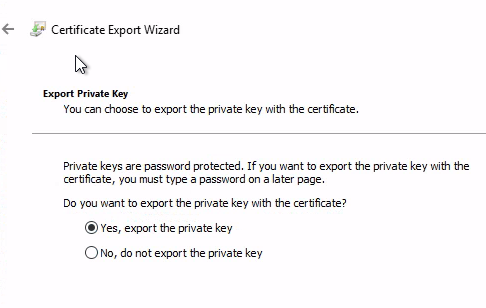 Certificate Export Wizard
Export Private Key
You can choose to export the private key with the certificate.
Private keys are password protected. If you want to export the private key with the
certificate, you must type a password on a later page.
Do you want to export the private key with the certificate?
Yes, export the private key
No, do not export the private key